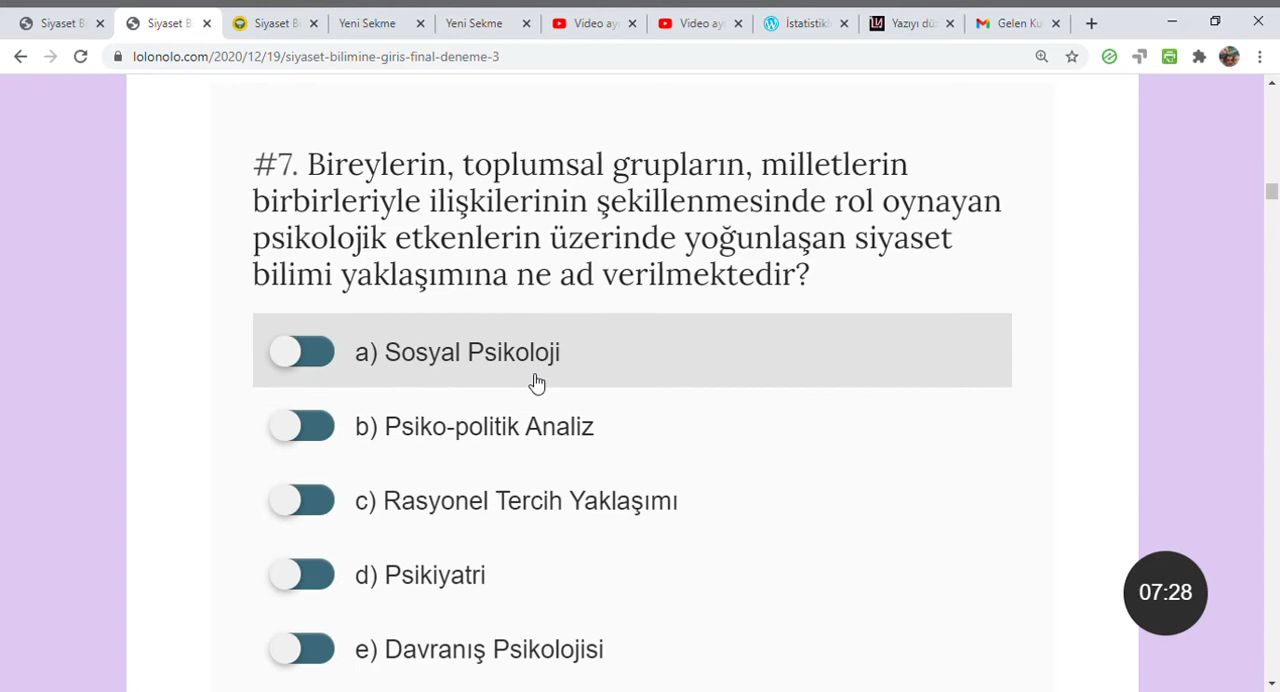 Siyaset B
Siyaset B
Siyaset B
Yeni Sekme
Yeni Sekme
Video ay
Video ay
İstatistik
Yazıyı dü
Gelen Ku
lolonolo.com/2020/12/19/siyaset-bilimine-giris-final-deneme-3
#7. Bireylerin, toplumsal grupların, milletlerin
birbirleriyle ilişkilerinin şekillenmesinde rol oynayan
psikolojik etkenlerin üzerinde yoğunlaşan siyaset
bilimi yaklaşımına ne ad verilmektedir?
a) Sosyal Psikoloji
b) Psiko-politik Analiz
c) Rasyonel Tercih Yaklaşımı
d) Psikiyatri
e) Davranış Psikolojisi
07:28